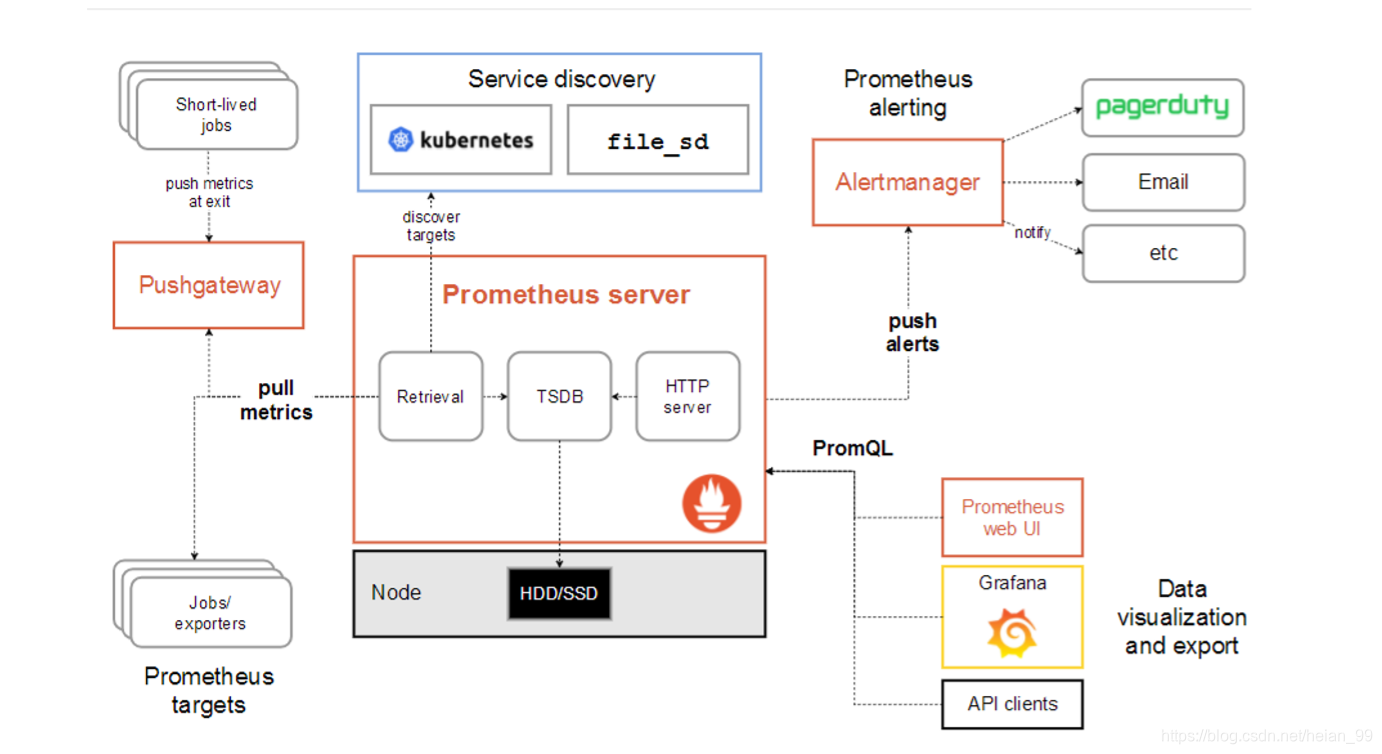 Short-lived
jobs
push metrics
at exit
Pushgateway
Service discovery
kubernetes
file_sd
discover
targets
Prometheus
alerting
Alertmanager
pagerduty
Email
notify
etc
Prometheus server
pull
metrics
Retrieval
TSDB
HTTP
server
push
alerts
PromQL
Node
HDD/SSD
Jobs/
exporters
Prometheus
targets
Prometheus
web UI
Grafana
API clients
Data
visualization
and export
https://blog.csdn.net/heian_99